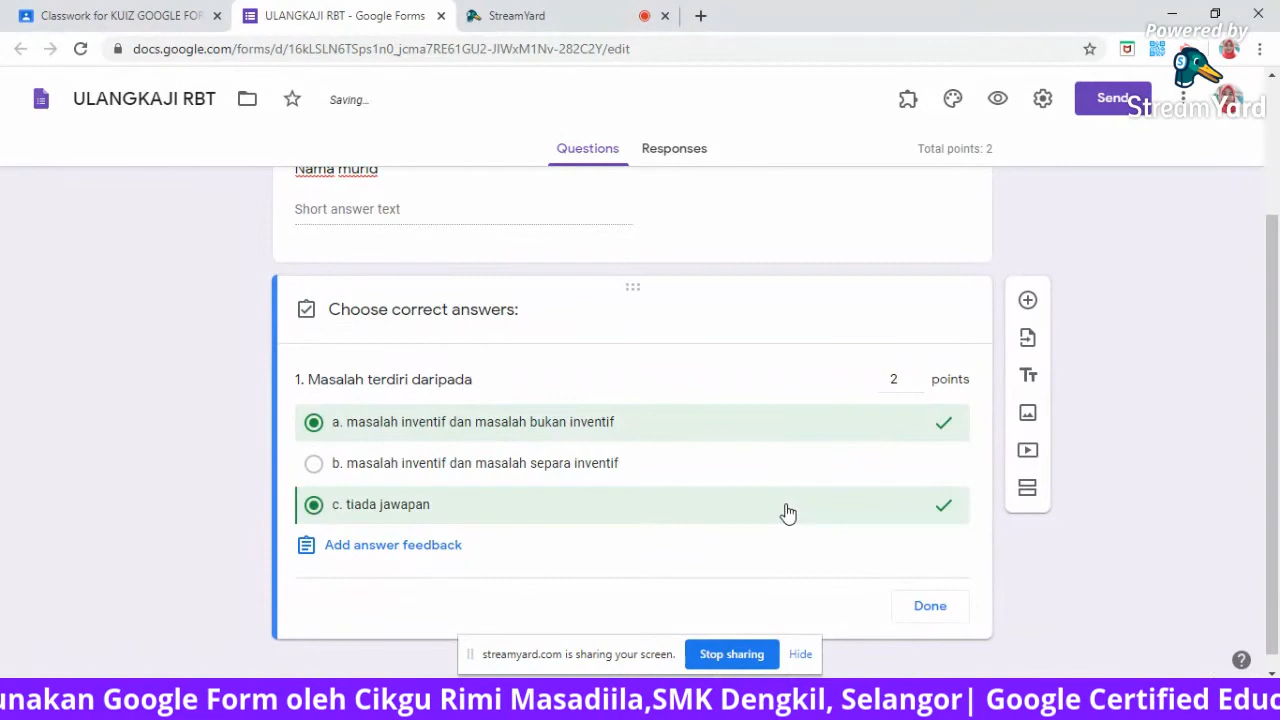 Classwork for KUIZ GOOGLE FOR
ULANGKAJI RBT - Google Forms
StreamYard
docs.google.com/forms/d/16kLSLN6TSps1n0_jcma7RE61GU2-JIWxM1Nv-282C2Y/edit
Powered by
StreamYard
ULANGKAJI RBT
Saving...
Send
Questions
Responses
Total points: 2
Nama murid
Short answer text
Choose correct answers:
1. Masalah terdiri daripada
2 points
a. masalah inventif dan masalah bukan inventif
b. masalah inventif dan masalah separa inventif
c. tiada jawapan
Add answer feedback
Done
streamyard.com is sharing your screen.
Stop sharing
Hide
unakan Google Form oleh Cikgu Rimi Masadiila,SMK Dengkil, Selangor| Google Certified Educ